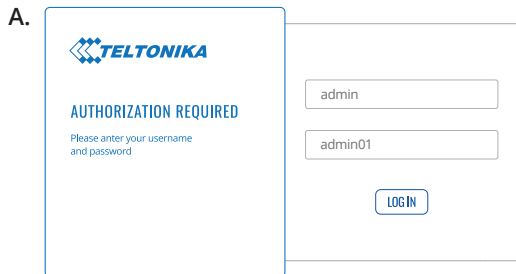 A.
TELTONIKA
AUTHORIZATION REQUIRED
Please anter your username
and password
admin
admin01
LOG IN